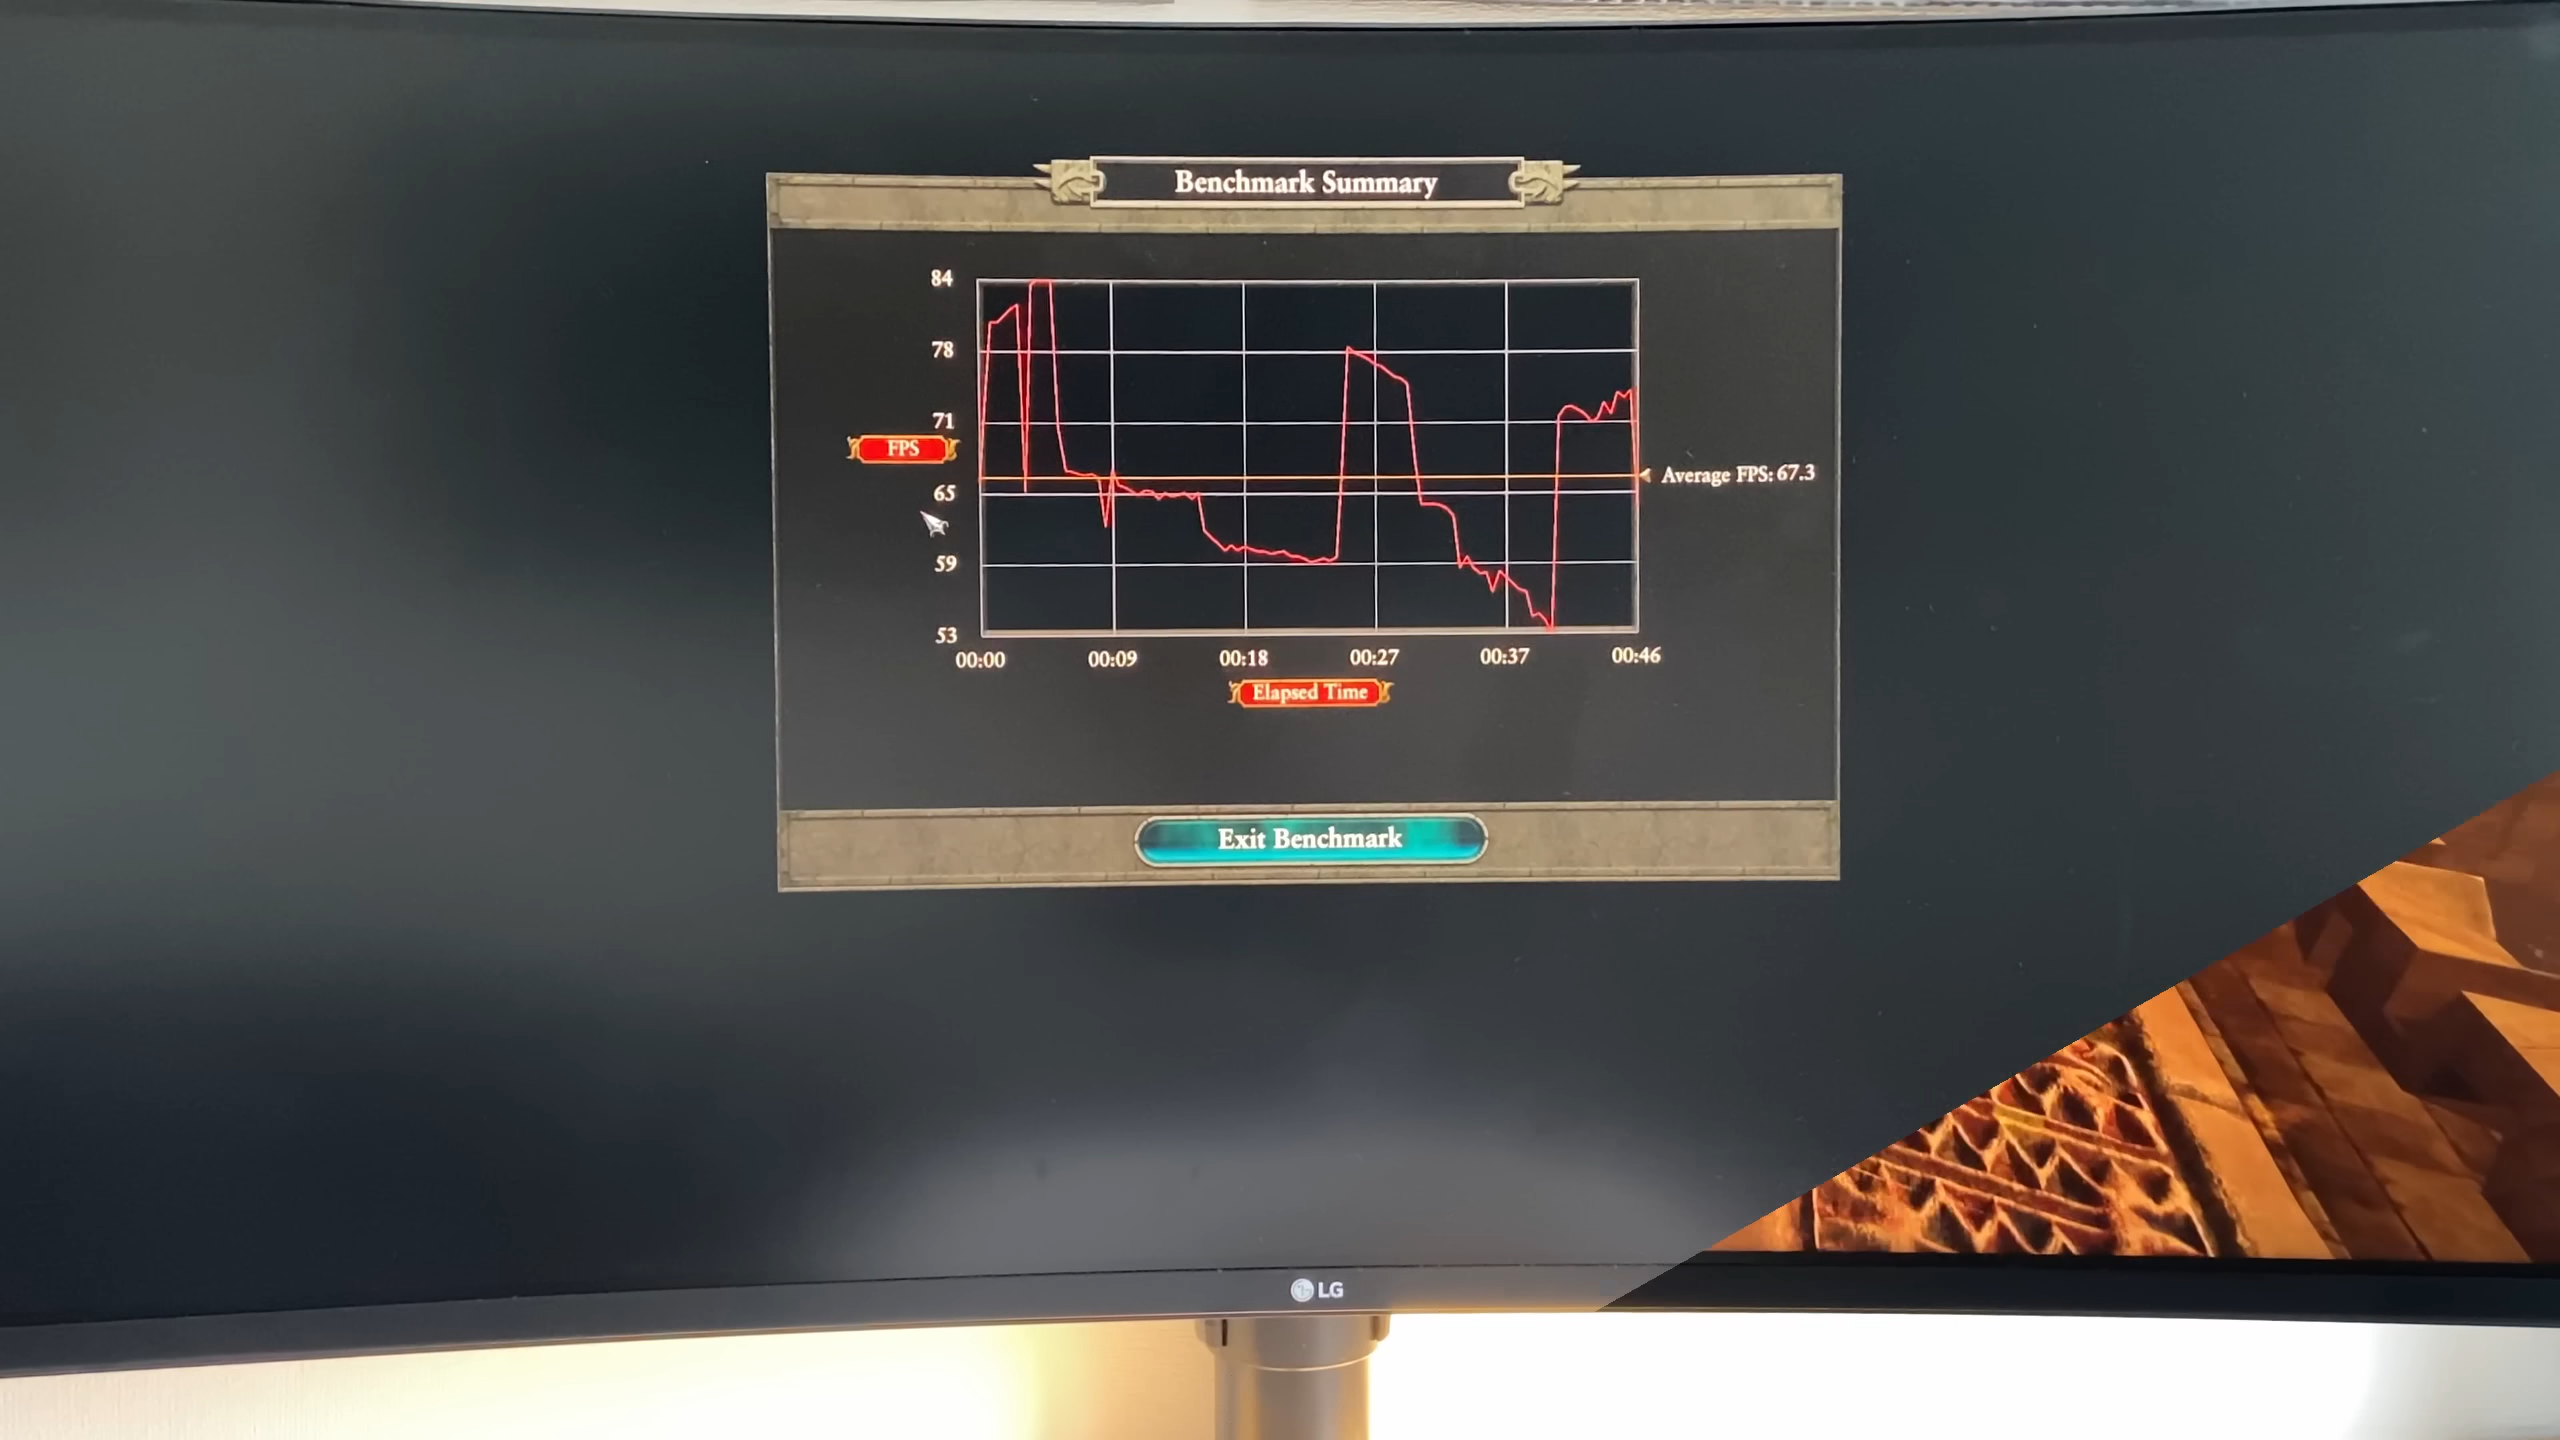 Benchmark Summary
84
78
71
FPS
65
59
53
Average FPS: 67.3
00:00 00:09 00:18 00:27 00:37 00:46
Elapsed Time
Exit Benchmark
LG